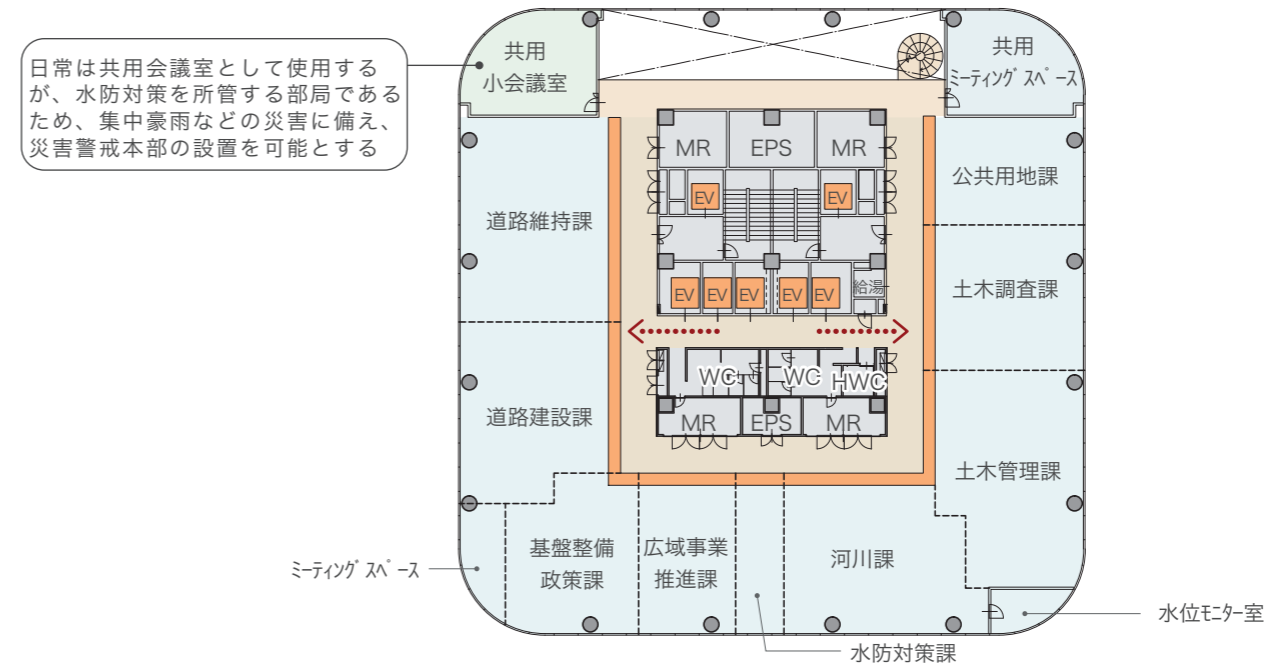 日常は共用会議室として使用する
が、水防対策を所管する部局である
ため、集中豪雨などの災害に備え、
災害警戒本部の設置を可能とする
共用
小会議室
共用
ミーティングスペース
MR
EPS
MR
公共用地課
EV
EV
道路維持課
土木調査課
EV
EV
EV
EV
EV
給湯
WC
WC
HWC
道路建設課
MR
EPS
MR
土木管理課
基盤整備
政策課
広域事業
推進課
河川課
ミーティングスペース
水位モニター室
水防対策課